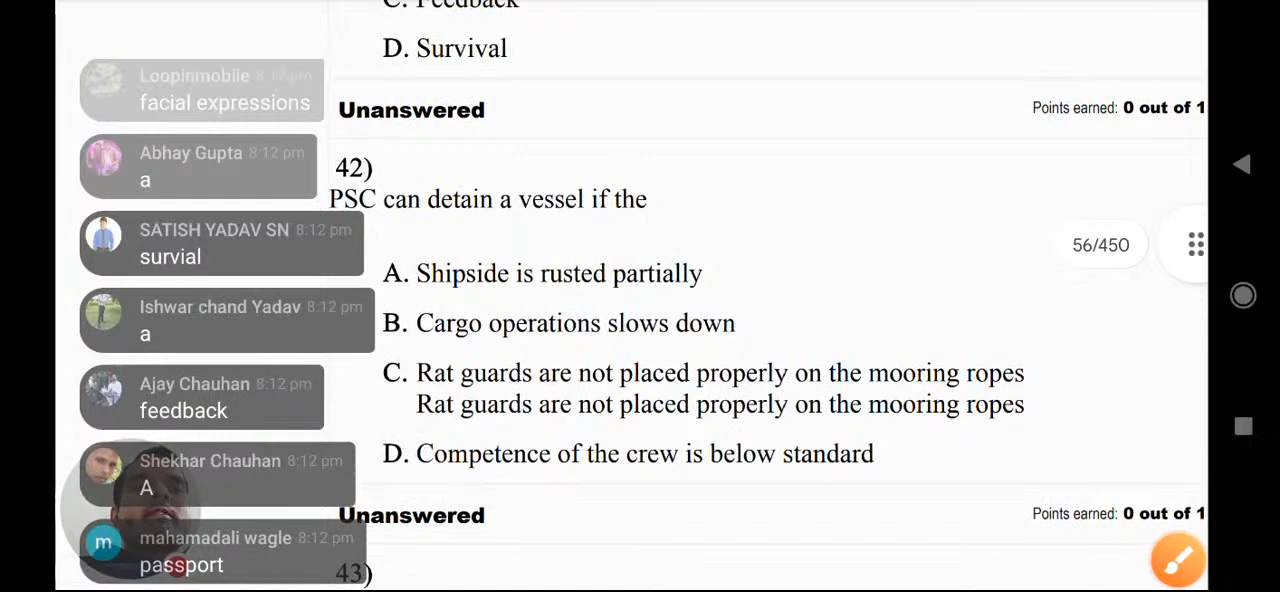 C. Feedback
D. Survival
Unanswered
Points earned: 0 out of 1
42)
PSC can detain a vessel if the
56/450
A. Shipside is rusted partially
B. Cargo operations slows down
C. Rat guards are not placed properly on the mooring ropes
Rat guards are not placed properly on the mooring ropes
D. Competence of the crew is below standard
Unanswered
Points earned: 0 out of 1
43)
Loopinmobile 8:12 pm
facial expressions
Abhay Gupta 8:12 pm
a
SATISH YADAV SN 8:12 pm
survial
Ishwar chand Yadav 8:12 pm
a
Ajay Chauhan 8:12 pm
feedback
Shekhar Chauhan 8:12 pm
A
m
mahamadali wagle 8:12 pm
passport